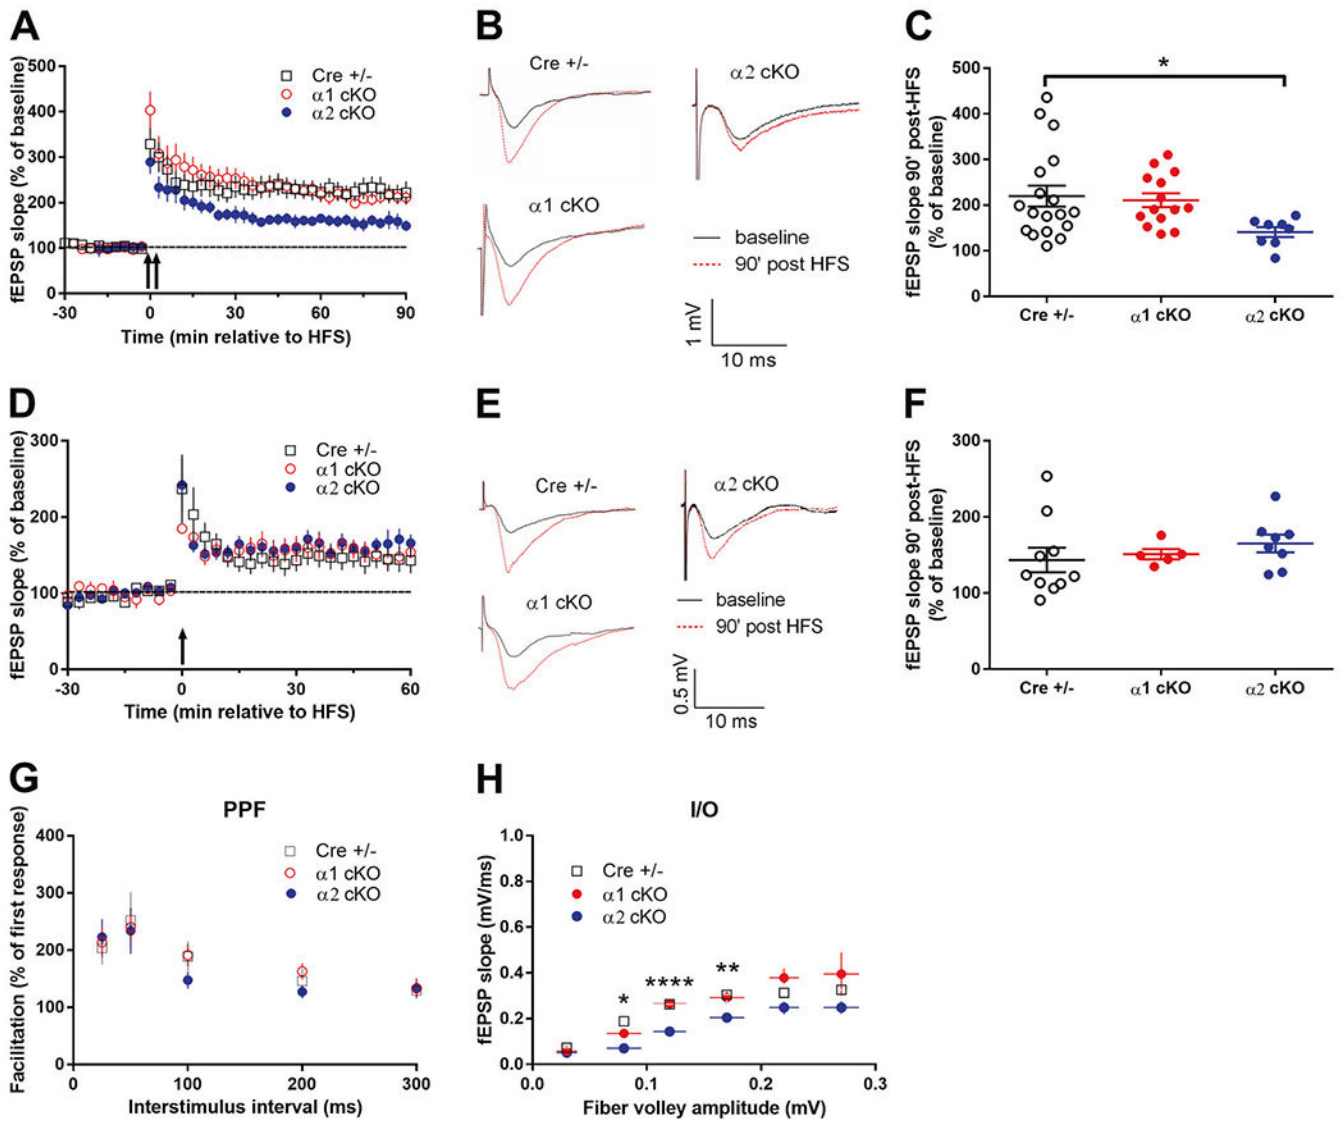 A
fEPSP slope (% of baseline)
500
400
300
200
100
0
-30
0
30
60
90
Time (min relative to HFS)
Cre +/-
α1 cKO
α2 cKO
B
Cre +/-
α2 cKO
α1 cKO
baseline
90' post HFS
1 mV
10 ms
C
fEPSP slope 90' post-HFS
(% of baseline)
500
400
300
200
100
0
*
Cre +/-
α1 cKO
α2 cKO
D
fEPSP slope (% of baseline)
300
200
100
0
-30
0
30
60
Time (min relative to HFS)
Cre +/-
α1 cKO
α2 cKO
E
Cre +/-
α2 cKO
α1 cKO
baseline
90' post HFS
0.5 mV
10 ms
F
fEPSP slope 90' post-HFS
(% of baseline)
300
200
100
0
Cre +/-
α1 cKO
α2 cKO
G
PPF
Facilitation (% of first response)
400
300
200
100
0
0
100
200
300
Interstimulus interval (ms)
Cre +/-
α1 cKO
α2 cKO
H
I/O
fEPSP slope (mV/ms)
1.0
0.8
0.6
0.4
0.2
0.0
0.0
0.1
0.2
0.3
Fiber volley amplitude (mV)
Cre +/-
α1 cKO
α2 cKO
*
****
**